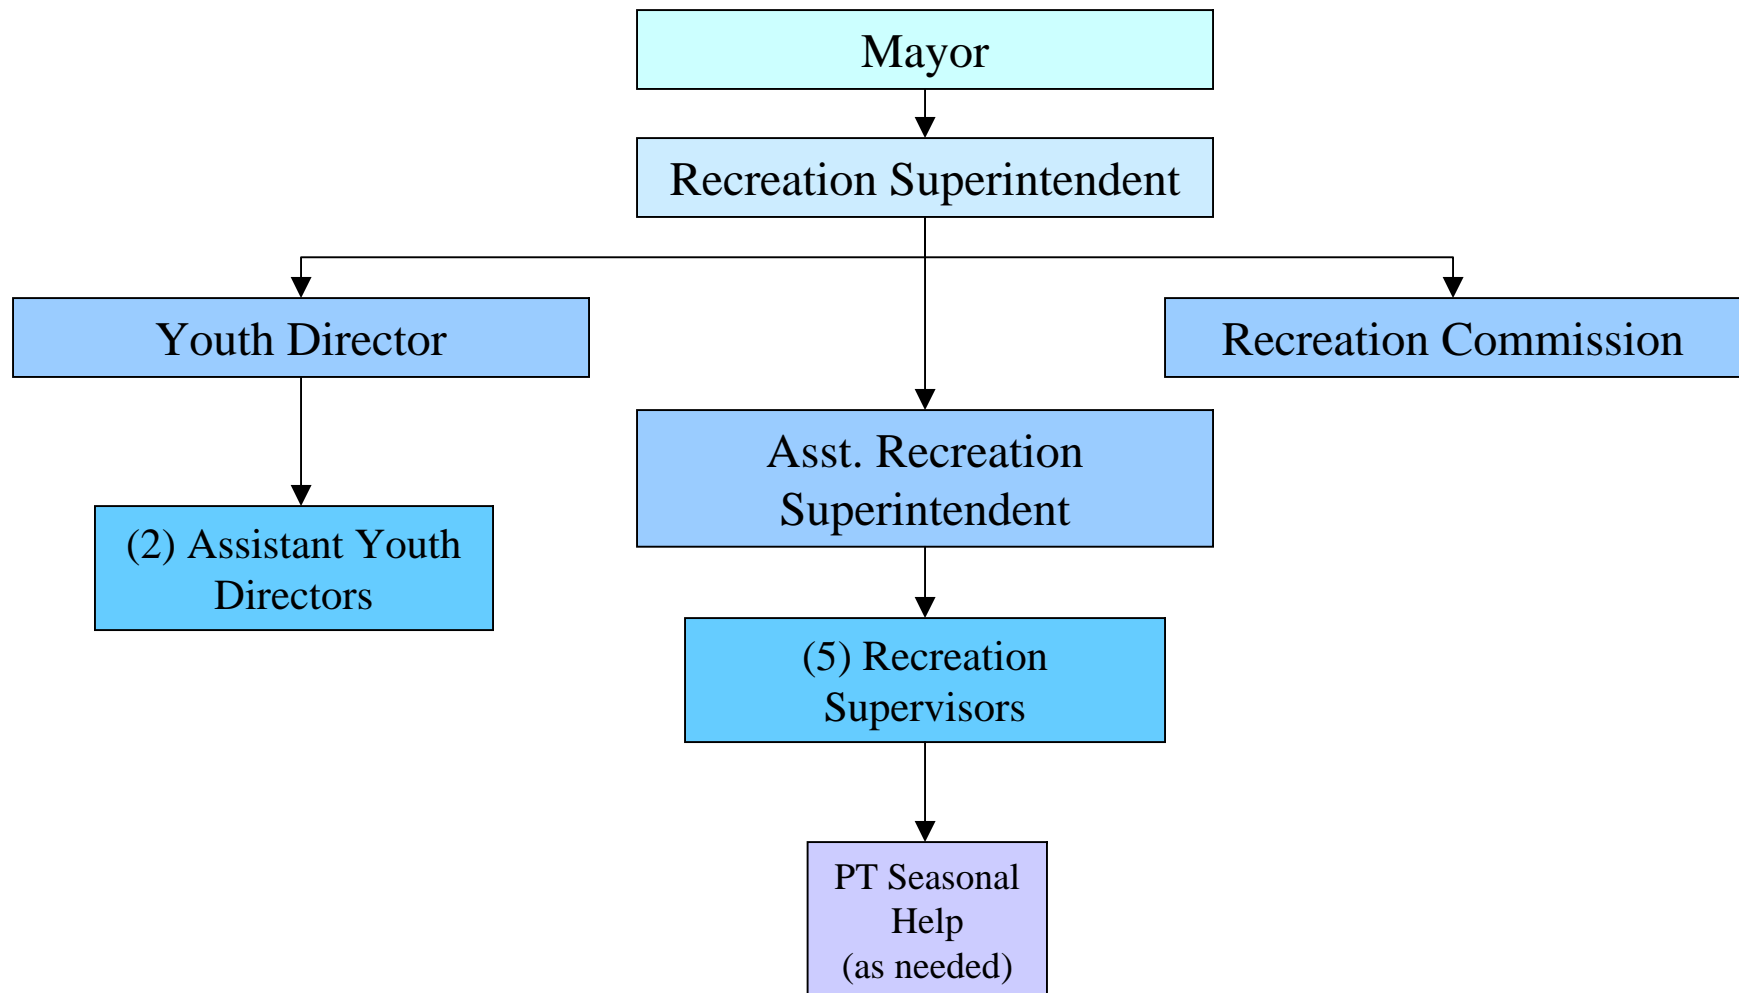 Mayor
Recreation Superintendent
Youth Director
Recreation Commission
Asst. Recreation
Superintendent
(2) Assistant Youth
Directors
(5) Recreation
Supervisors
PT Seasonal
Help
(as needed)